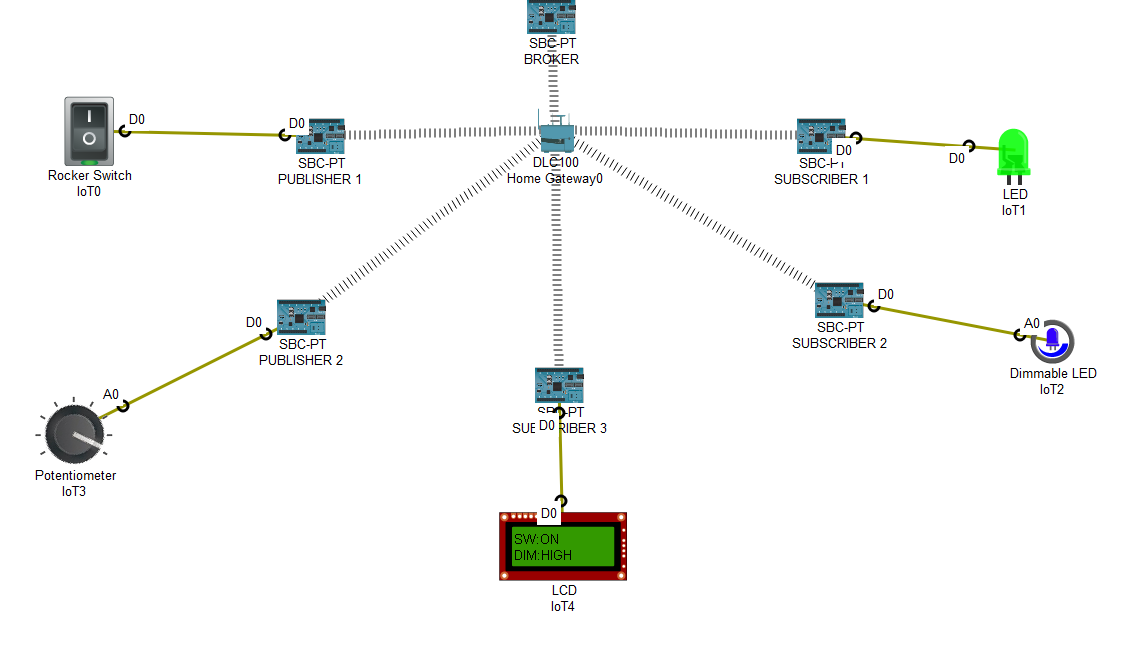 SBC-PT
BROKER
D0
D0
SBC-PT
PUBLISHER 1
Rocker Switch
IoT0
DLC100
Home Gateway0
D0
SUBSCRIBER 1
D0
LED
IoT1
D0
SBC-PT
PUBLISHER 2
D0
SBC-PT
SUBSCRIBER 2
A0
Dimmable LED
IoT2
A0
Potentiometer
IoT3
D0
D0
SW:ON
DIM:HIGH
LCD
IoT4